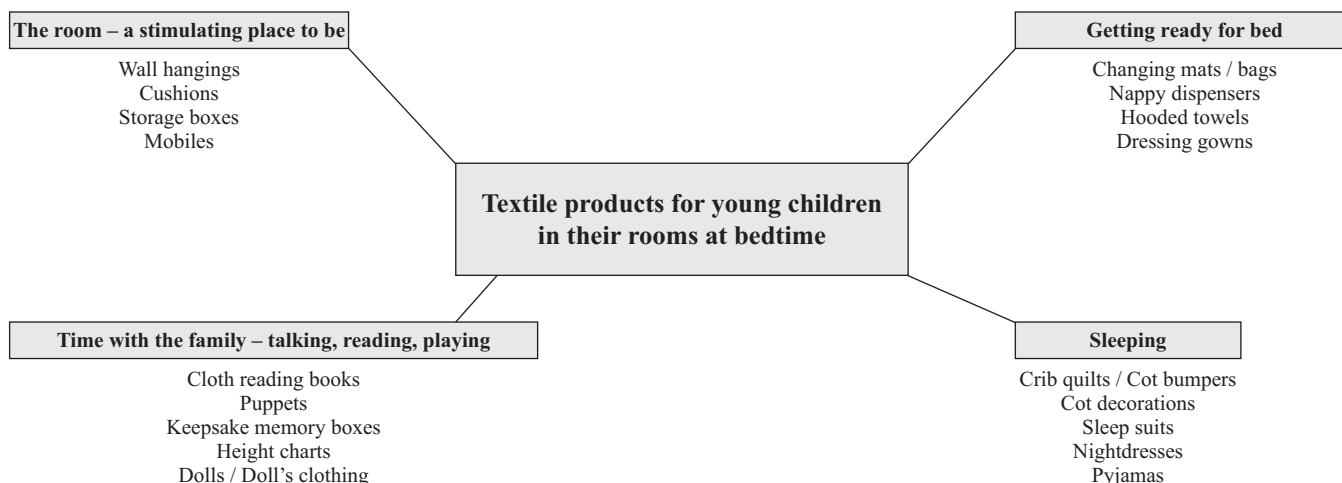 The room – a stimulating place to be
Wall hangings
Cushions
Storage boxes
Mobiles
Getting ready for bed
Changing mats / bags
Nappy dispensers
Hooded towels
Dressing gowns
Textile products for young children
in their rooms at bedtime
Time with the family – talking, reading, playing
Cloth reading books
Puppets
Keepsake memory boxes
Height charts
Dolls / Doll’s clothing
Sleeping
Crib quilts / Cot bumpers
Cot decorations
Sleep suits
Nightdresses
Pyjamas